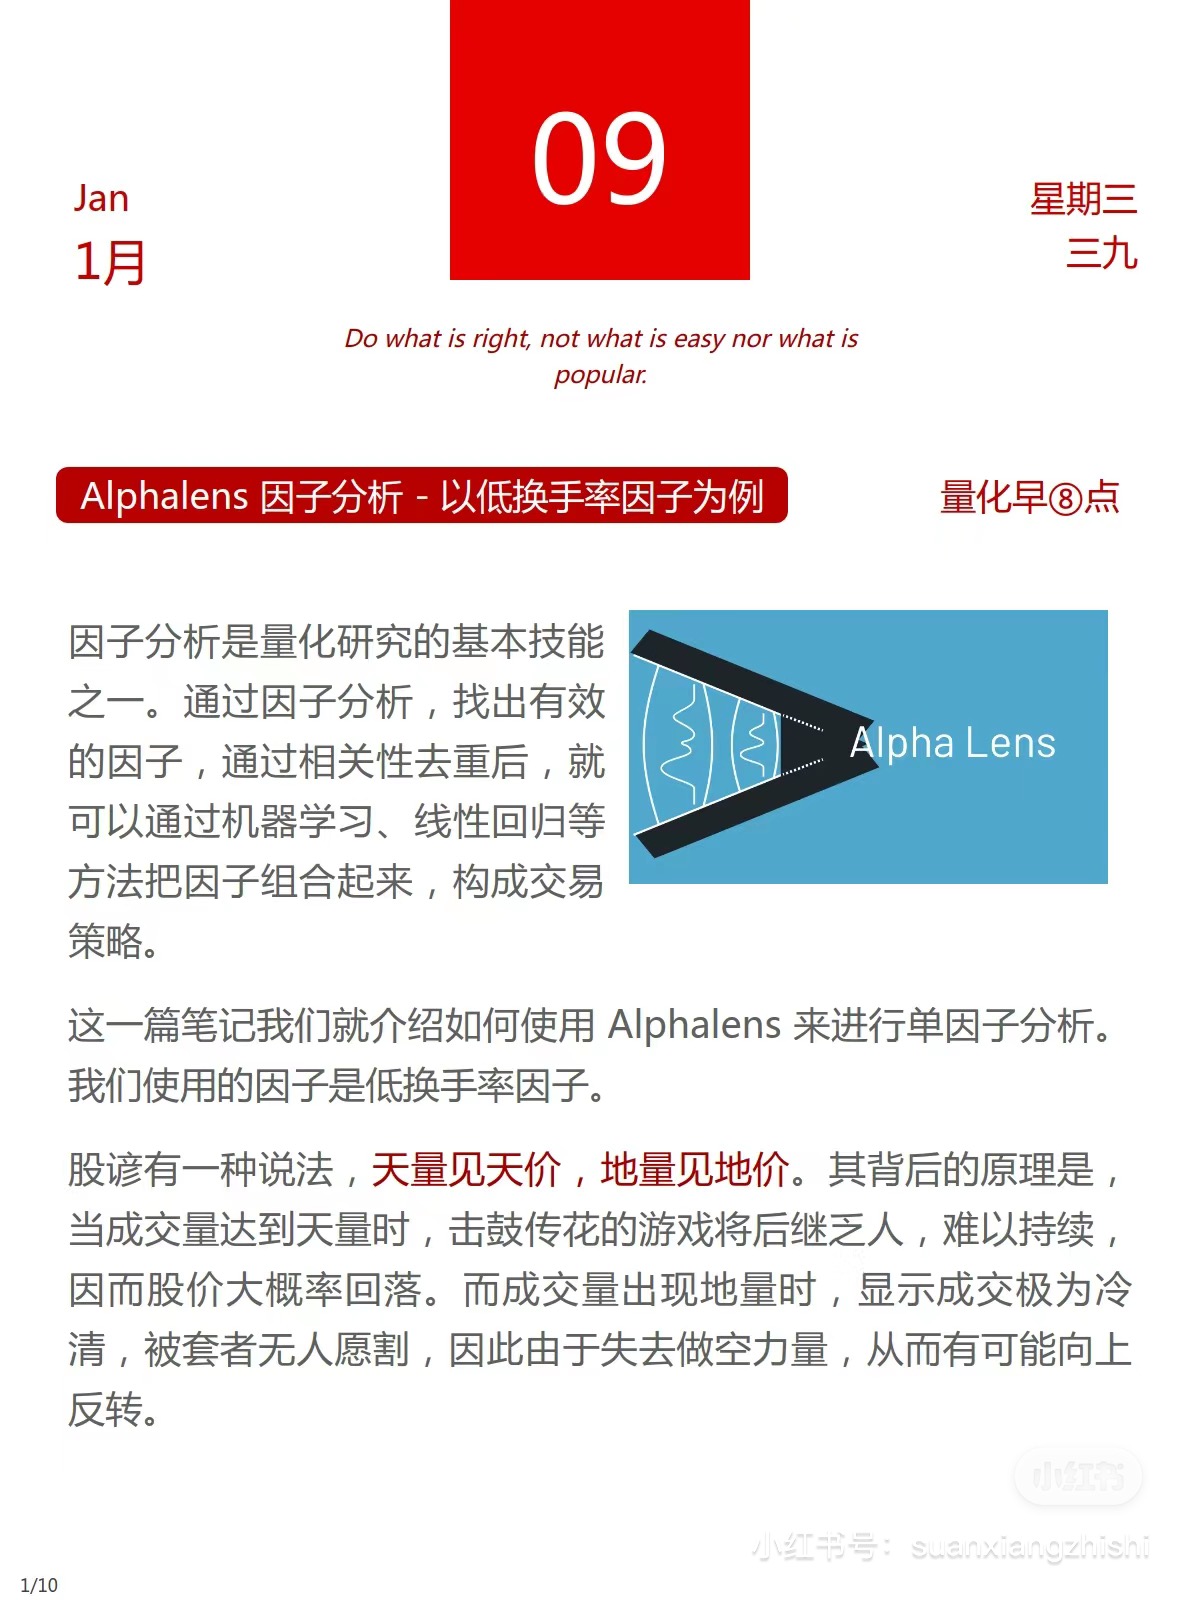 09
Jan
1月
星期三
三九
Do what is right, not what is easy nor what is
popular.
Alphalens 因子分析 - 以低换手率因子为例
量化早⑧点
因子分析是量化研究的基本技能
之一。通过因子分析，找出有效
的因子，通过相关性去重后，就
可以通过机器学习、线性回归等
方法把因子组合起来，构成交易
策略。
Alpha Lens
这一篇笔记我们就介绍如何使用 Alphalens 来进行单因子分析。
我们使用的因子是低换手率因子。
股谚有一种说法，天量见天价，地量见地价。其背后的原理是，
当成交量达到天量时，击鼓传花的游戏将后继乏人，难以持续，
因而股价大概率回落。而成交量出现地量时，显示成交极为冷
清，被套者无人愿割，因此由于失去做空力量，从而有可能向上
反转。
小红书
小红书号：suanxiangzhishi
1/10